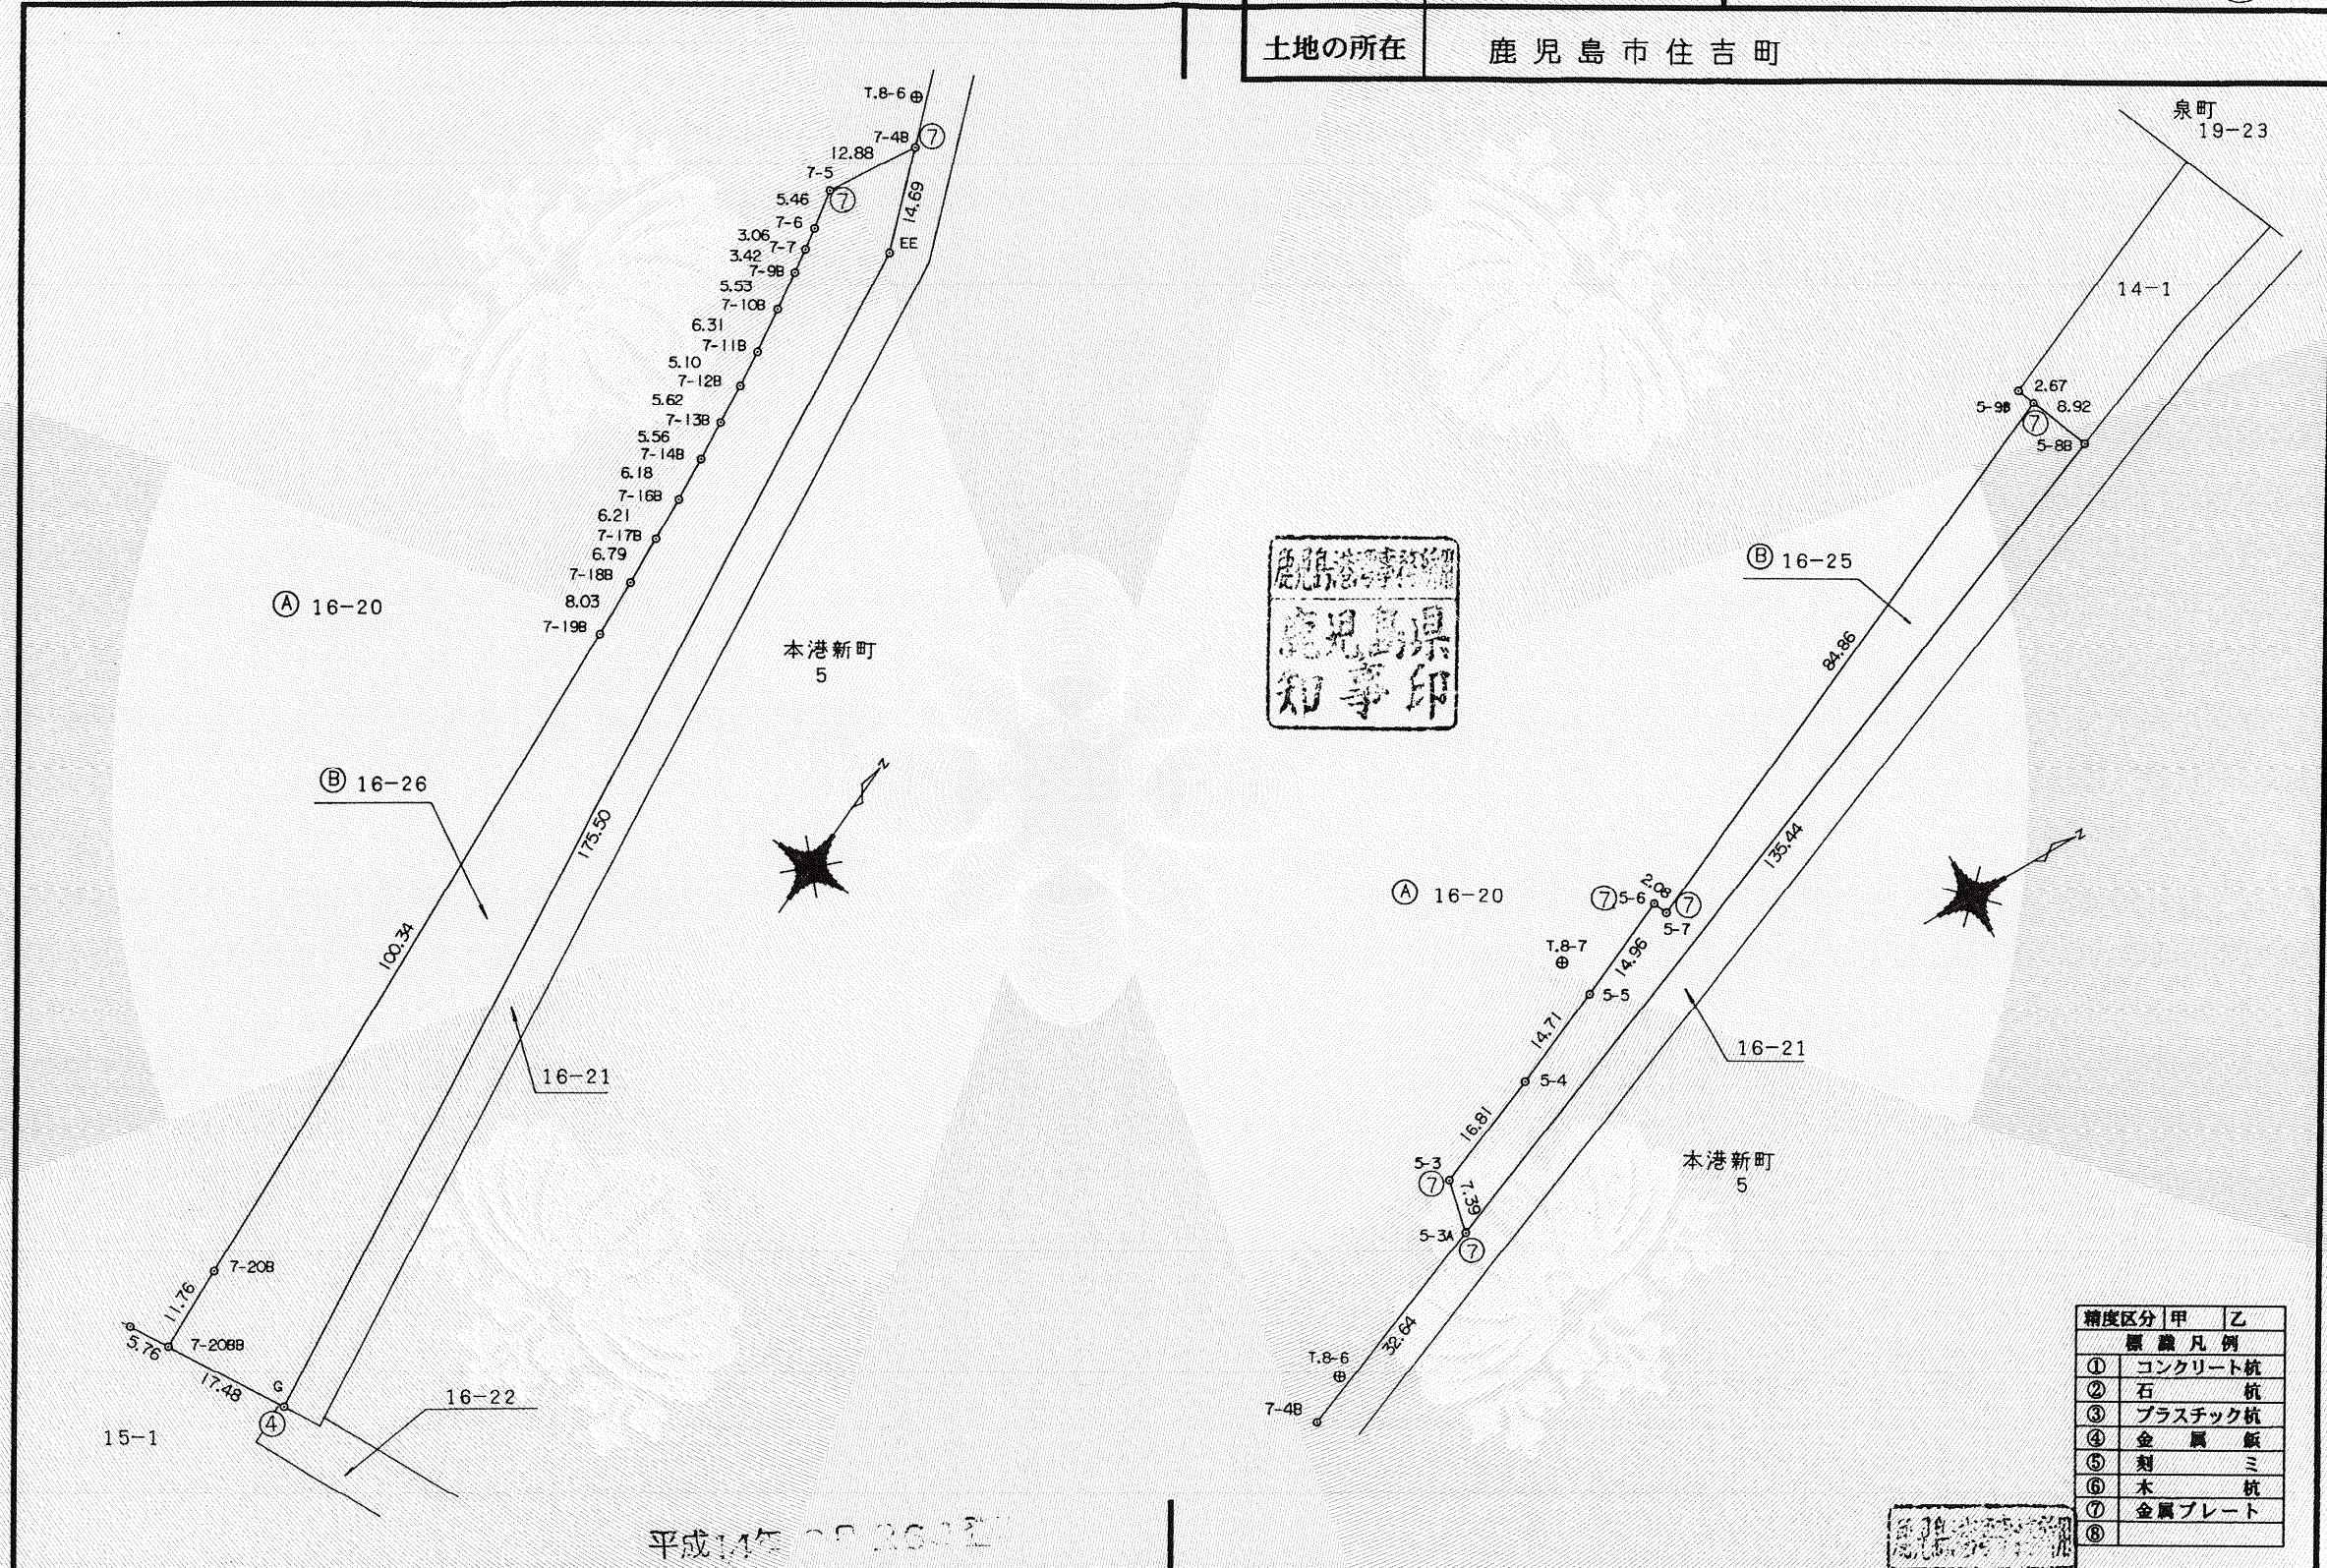 土地の所在 鹿児島市住吉町
T.8-6
7-4B ⑦
12.88
7-5
⑦
5.46
14.69
7-6
3.06
7-7
EE
3.42
7-9B
5.53
7-10B
6.31
7-11B
5.10
7-12B
5.62
7-13B
5.56
7-14B
6.18
7-16B
6.21
7-17B
6.79
7-18B
8.03
7-19B
Ⓐ 16-20
本港新町
5
Ⓑ 16-26
175.50
N
100.34
16-21
7-20B
11.76
7-20BB
5.76
17.48
G
④
16-22
15-1
平成14年
泉町
19-23
14-1
2.67
5-9B
8.92
⑦
5-8B
Ⓑ 16-25
鹿児島県
知事印
84.86
135.44
N
Ⓐ 16-20
2.08
⑦ 5-6 ⑦
5-7
T.8-7
14.96
5-5
14.71
16-21
5-4
16.81
5-3
⑦
7.39
本港新町
5
5-3A
⑦
32.64
T.8-6
7-4B
精度区分 甲 乙
標識凡例
① コンクリート杭
② 石杭
③ プラスチック杭
④ 金属鋲
⑤ 刻ミ
⑥ 木杭
⑦ 金属プレート
⑧